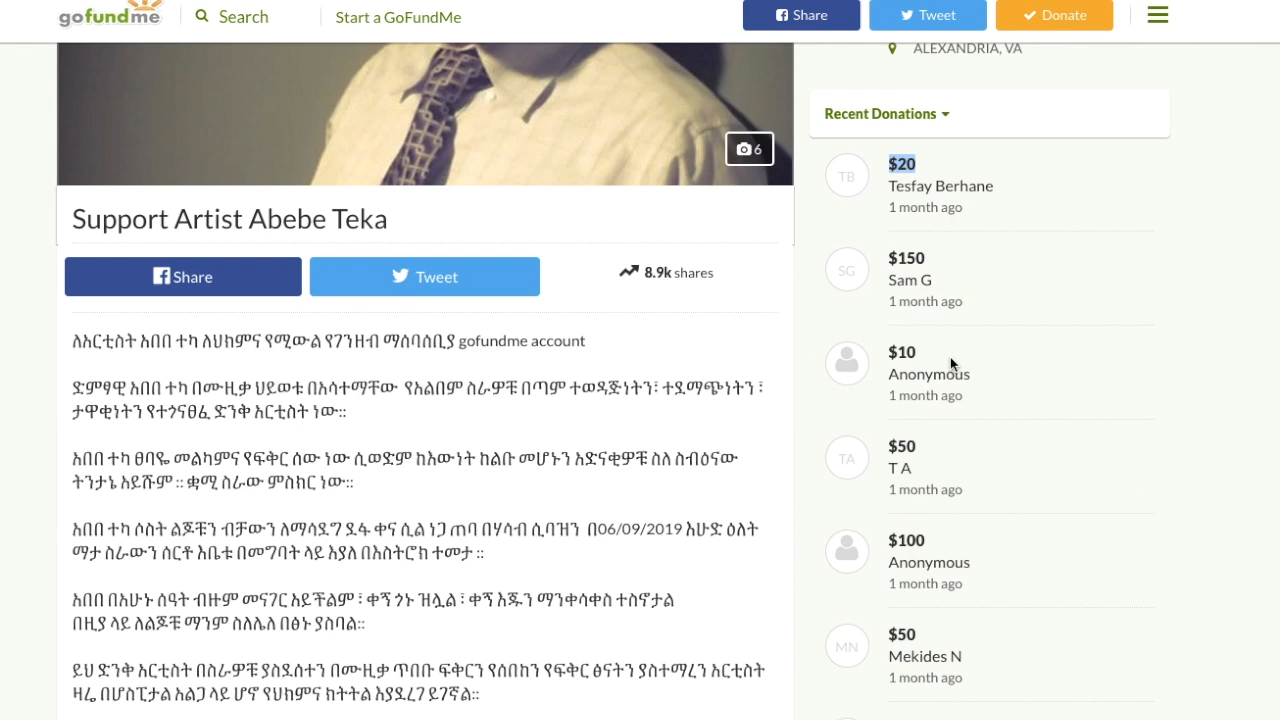 gofundme
Search
Start a GoFundMe
Share
Tweet
Donate
ALEXANDRIA, VA
6
Support Artist Abebe Teka
Share
Tweet
8.9k shares
ለአርቲስት አበበ ተካ ለህክምና የሚውል የገንዘብ ማሰባሰቢያ gofundme account
ድምፃዊ አበበ ተካ በሙዚቃ ህይወቱ በአሳተማቸው የአልበም ስራዎቹ በጣም ተወዳጅነትን፣ ተደማጭነትን ፣
ታዋቂነትን የተጎናፀፈ ድንቅ አርቲስት ነው።
አበበ ተካ ፀባዬ መልካምና የፍቅር ሰው ነው ሲወድም ከእውነት ከልቡ መሆኑን አድናቂዎቹ ስለ ስብዕናው
ትንታኔ አይሹም ። ቋሚ ስራው ምስክር ነው።
አበበ ተካ ሶስት ልጆቹን ብቻውን ለማሳደግ ደፋ ቀና ሲል ነጋ ጠባ በሃሳብ ሲባዝን በ06/09/2019 እሁድ ዕለት
ማታ ስራውን ሰርቶ እቤቱ በመግባት ላይ እያለ በእስትሮክ ተመታ ።
አበበ በአሁኑ ሰዓት ብዙም መናገር አይችልም ፣ ቀኝ ጎኑ ዝሏል ፣ ቀኝ እጁን ማንቀሳቀስ ተስኖታል
በዚያ ላይ ለልጆቹ ማንም ስለሌለ በፅኑ ያስባል።
ይህ ድንቅ አርቲስት በስራዎቹ ያስደሰተን በሙዚቃ ጥበቡ ፍቅርን የሰበከን የፍቅር ፅናትን ያስተማረን አርቲስት
ዛሬ በሆስፒታል አልጋ ላይ ሆኖ የህክምና ክትትል እያደረገ ይገኛል።
Recent Donations
TB
$20
Tesfay Berhane
1 month ago
SG
$150
Sam G
1 month ago
$10
Anonymous
1 month ago
TA
$50
T A
1 month ago
$100
Anonymous
1 month ago
MN
$50
Mekides N
1 month ago